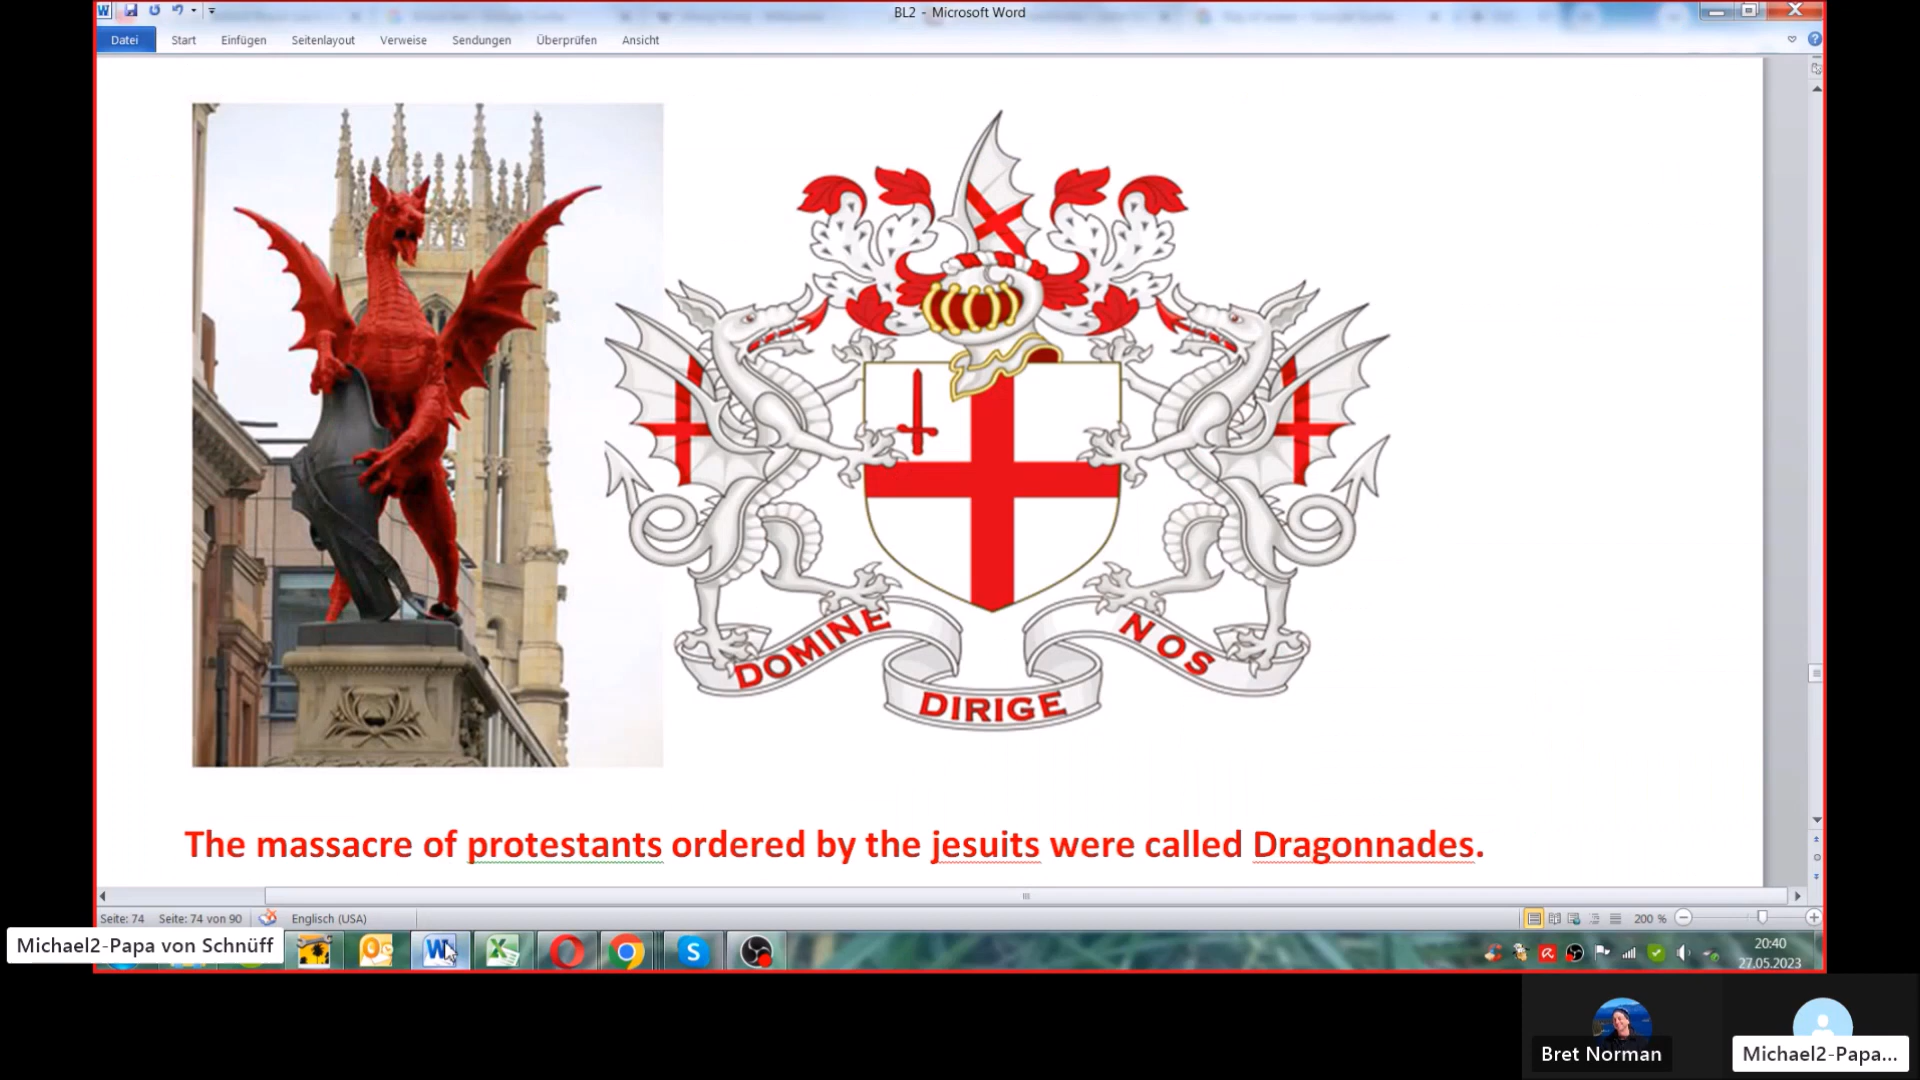 BL2 - Microsoft Word
Datei Start Einfügen Seitenlayout Verweise Sendungen Überprüfen Ansicht
DOMINE DIRIGE NOS
The massacre of protestants ordered by the jesuits were called Dragonnades.
Seite: 74 Seite: 74 von 90 Englisch (USA) 200 %
Michael2-Papa von Schnüff
20:40
27.05.2023
Bret Norman
Michael2-Papa...